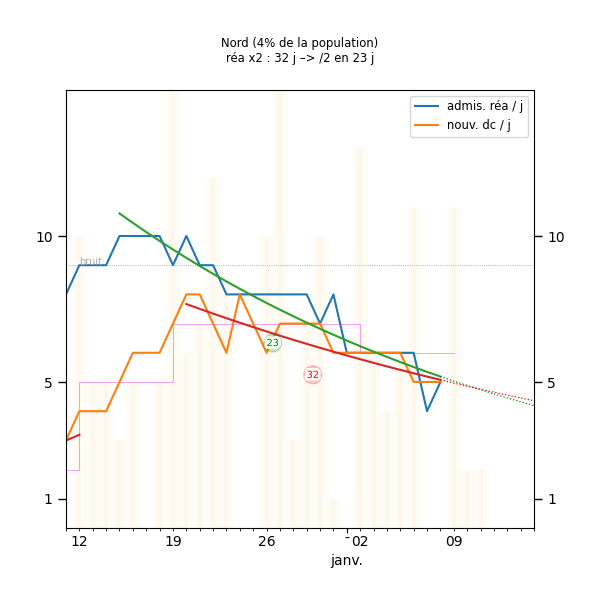 Nord (4% de la population)
réa x2 : 32 j –> /2 en 23 j
admis. réa / j
nouv. dc / j
10
10
bruit
23
32
5
5
1
1
12
19
26
02
09
janv.